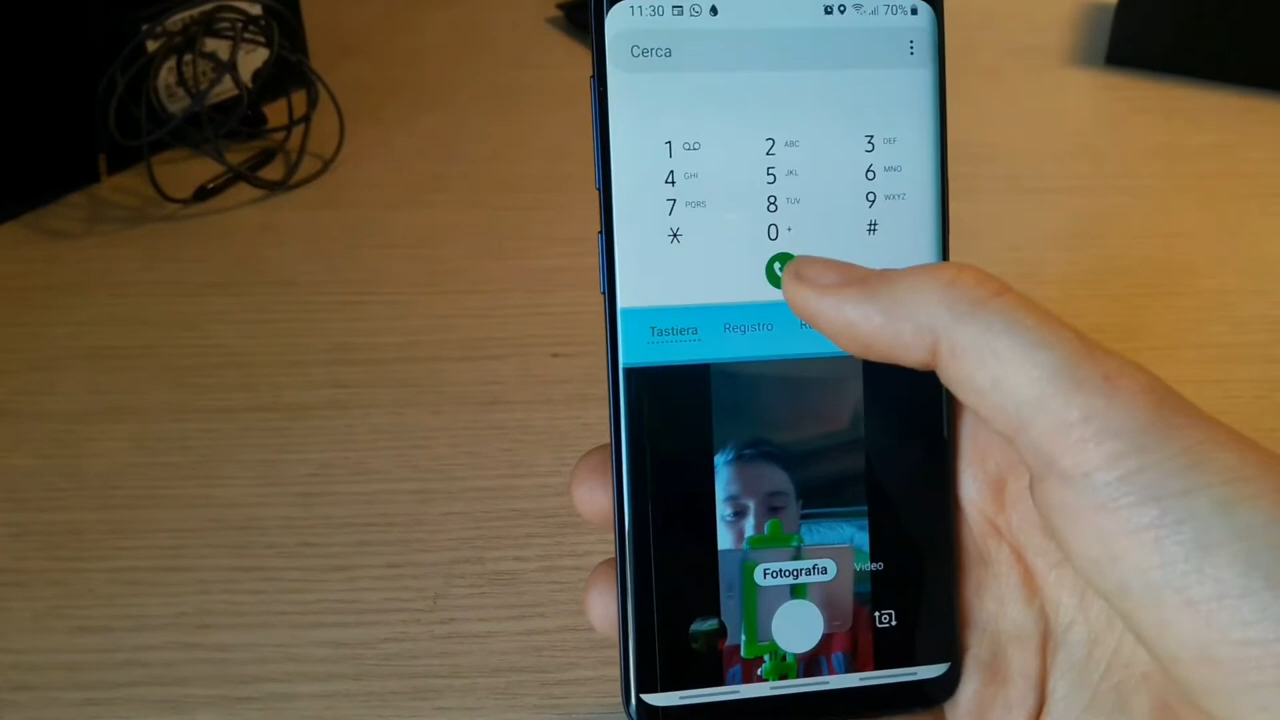 11:30 70%
Cerca
1 2 ABC 3 DEF
4 GHI 5 JKL 6 MNO
7 PQRS 8 TUV 9 WXYZ
* 0 + #
Tastiera Registro
Fotografia Video